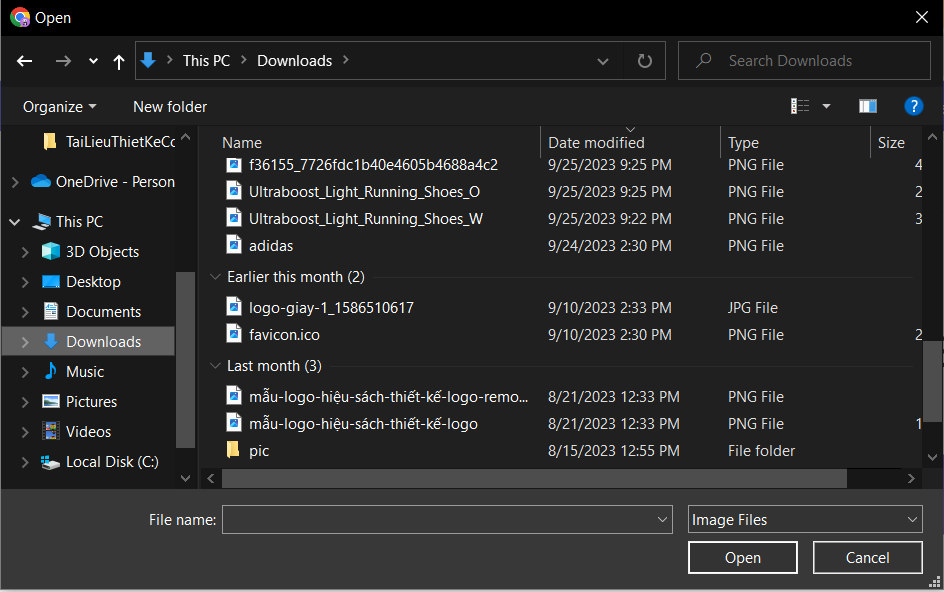 Open
This PC Downloads
Search Downloads
Organize New folder
?
Name Date modified Type Size
TaiLieuThietKeCo
OneDrive - Person
This PC
3D Objects
Desktop
Documents
Downloads
Music
Pictures
Videos
Local Disk (C:)
f36155_7726fdc1b40e4605b4688a4c2 9/25/2023 9:25 PM PNG File 4
Ultraboost_Light_Running_Shoes_O 9/25/2023 9:25 PM PNG File 2
Ultraboost_Light_Running_Shoes_W 9/25/2023 9:22 PM PNG File 3
adidas 9/24/2023 2:30 PM PNG File
Earlier this month (2)
logo-giay-1_1586510617 9/10/2023 2:33 PM JPG File
favicon.ico 9/10/2023 2:30 PM PNG File 2
Last month (3)
mẫu-logo-hiệu-sách-thiết-kế-logo-remo... 8/21/2023 12:33 PM PNG File
mẫu-logo-hiệu-sách-thiết-kế-logo 8/21/2023 12:33 PM PNG File 1
pic 8/15/2023 12:55 PM File folder
File name: Image Files
Open Cancel